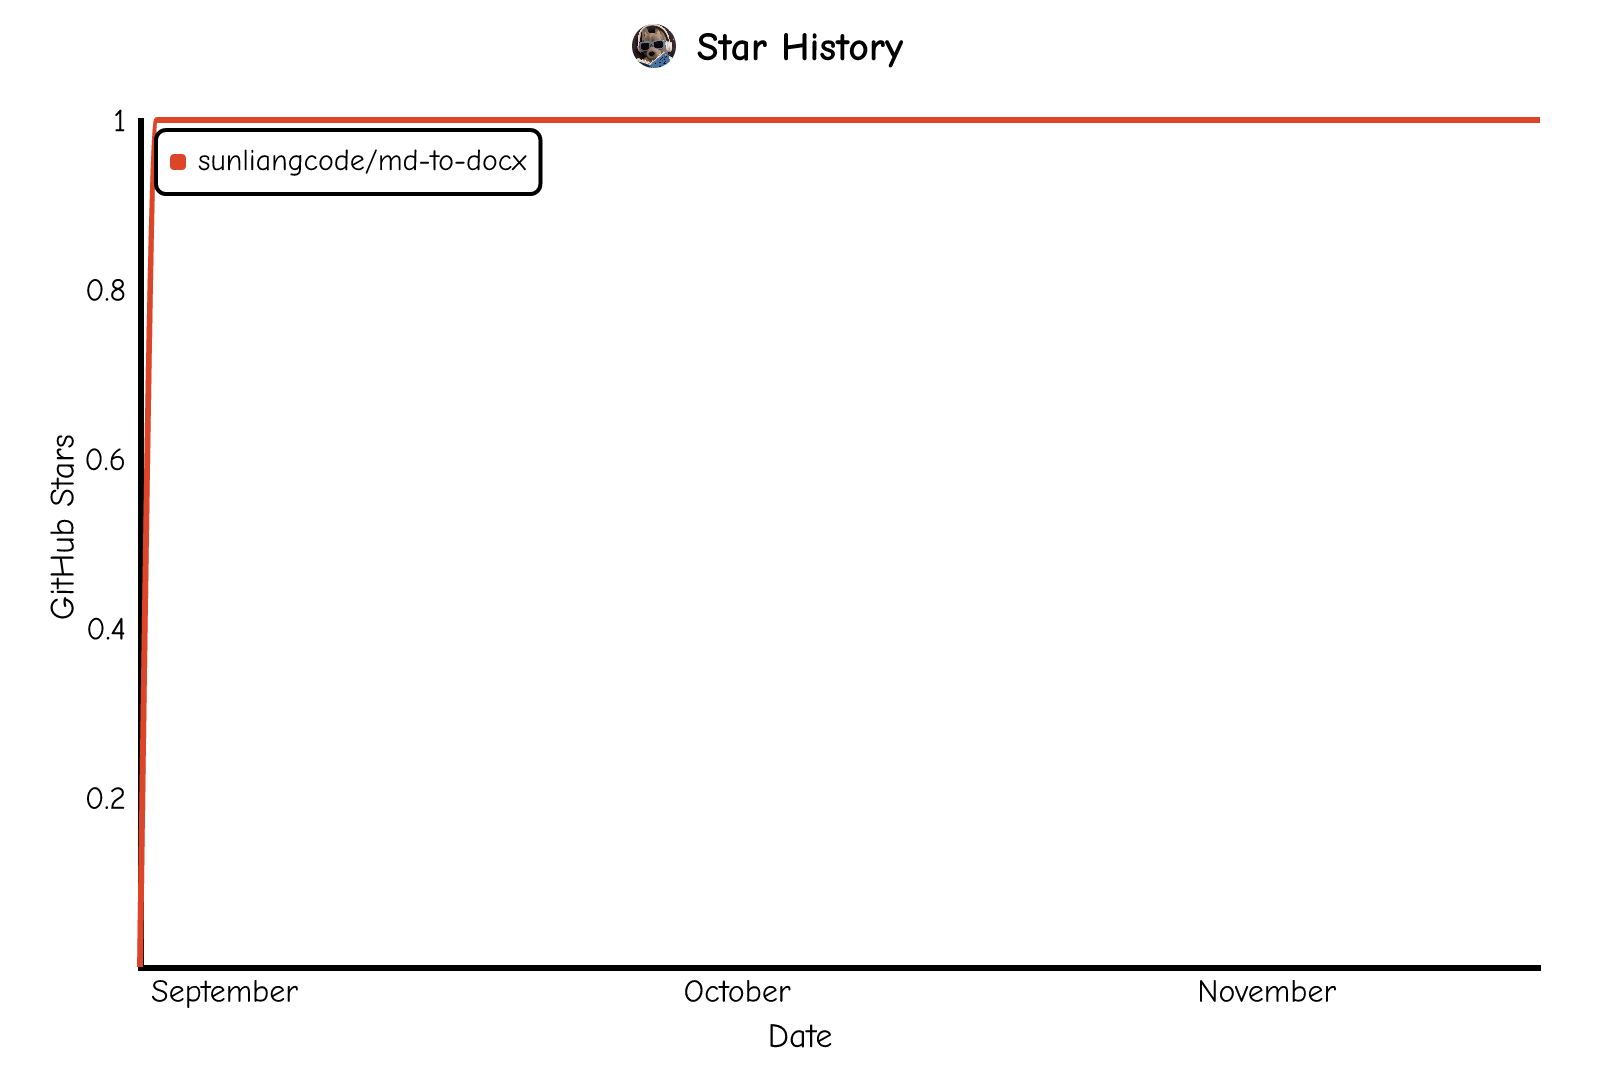 Star History
sunliangcode/md-to-docx
1
0.8
0.6
0.4
0.2
GitHub Stars
September October November
Date